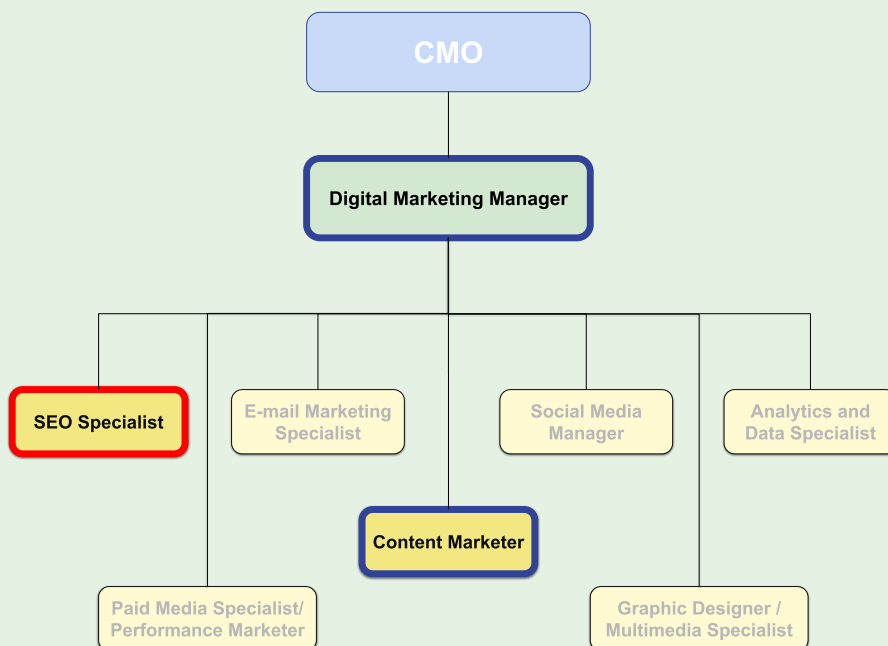 CMO
Digital Marketing Manager
SEO Specialist
E-mail Marketing
Specialist
Social Media
Manager
Analytics and
Data Specialist
Content Marketer
Paid Media Specialist/
Performance Marketer
Graphic Designer /
Multimedia Specialist